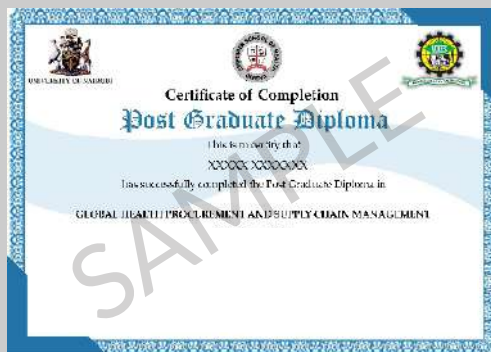 UNIVERSITY OF NAIROBI
Certificate of Completion
Post Graduate Diploma
This is to certify that
XXXXX XXXXXXX
has successfully completed the Post Graduate Diploma in
GLOBAL HEALTH PROCUREMENT AND SUPPLY CHAIN MANAGEMENT
SAMPLE